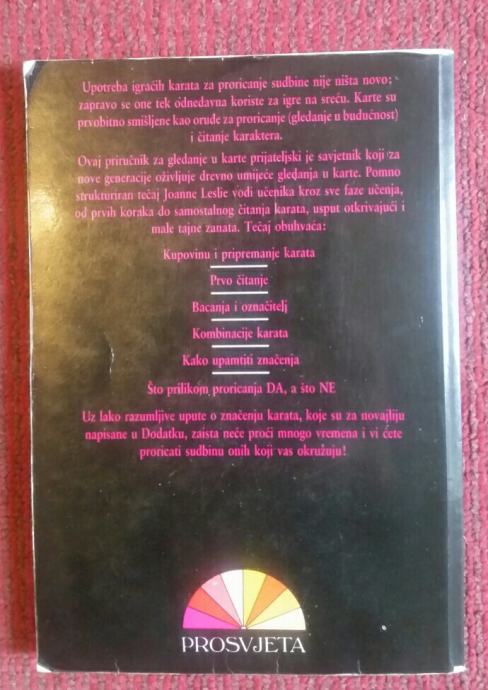 Upotreba igraćih karata za proricanje sudbine nije ništa novo;
zapravo se one tek odnedavna koriste za igre na sreću. Karte su
prvobitno smišljene kao oruđe za proricanje (gledanje u budućnost)
i čitanje karaktera.
Ovaj priručnik za gledanje u karte prijateljski je savjetnik koji za
nove generacije oživljuje drevno umijeće gledanja u karte. Pomno
strukturiran tečaj Joanne Leslie vodi učenika kroz sve faze učenja,
od prvih koraka do samostalnog čitanja karata, usput otkrivajući i
male tajne zanata. Tečaj obuhvaća:
Kupovinu i pripremanje karata
Prvo čitanje
Bacanja i označitelj
Kombinacije karata
Kako upamtiti značenja
Što prilikom proricanja DA, a što NE
Uz lako razumljive upute o značenju karata, koje su za novajliju
napisane u Dodatku, zaista neće proći mnogo vremena i vi ćete
proricati sudbinu onih koji vas okružuju!
PROSVJETA